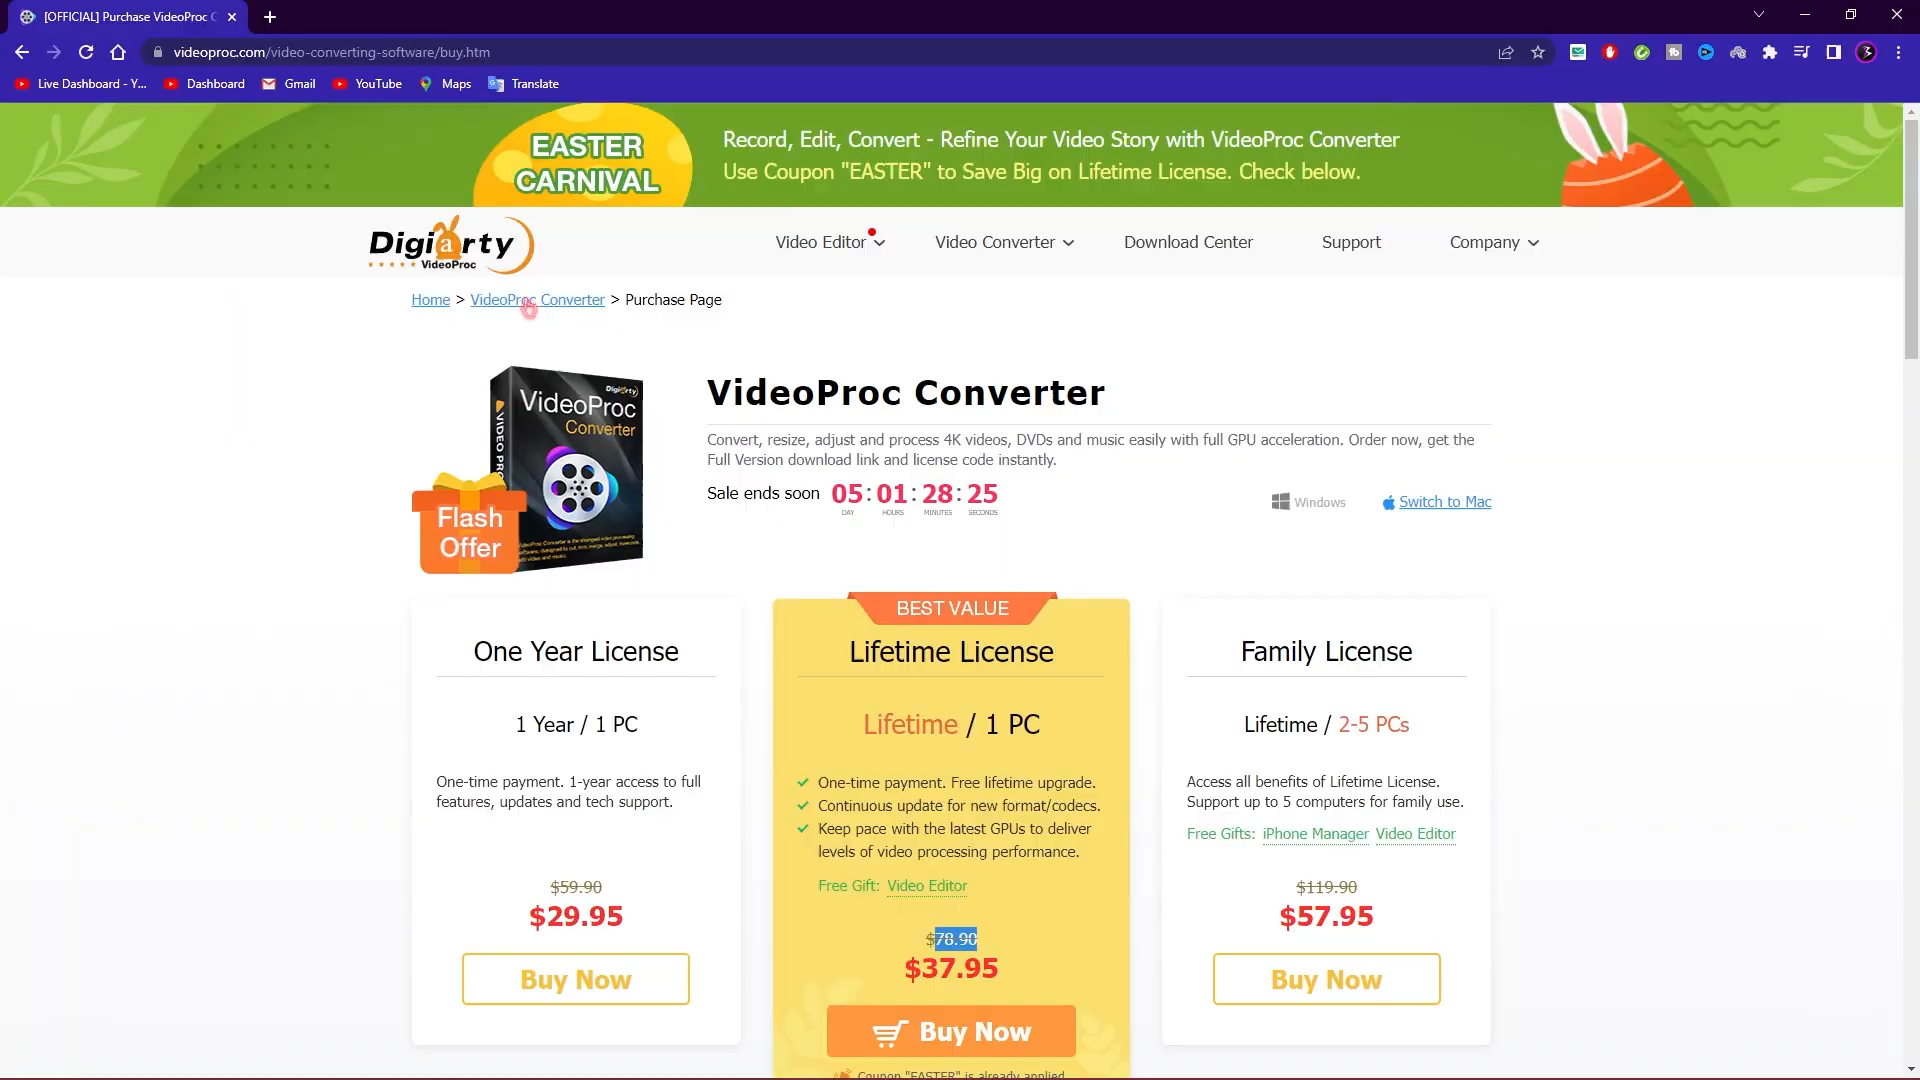 [OFFICIAL] Purchase VideoProc C
videoproc.com/video-converting-software/buy.htm
Live Dashboard - Y...
Dashboard
Gmail
YouTube
Maps
Translate
EASTER
CARNIVAL
Record, Edit, Convert - Refine Your Video Story with VideoProc Converter
Use Coupon "EASTER" to Save Big on Lifetime License. Check below.
Digiarty
VideoProc
Video Editor
Video Converter
Download Center
Support
Company
Home > VideoProc Converter > Purchase Page
Digiarty
VideoProc
Converter
Flash
Offer
VideoProc Converter
Convert, resize, adjust and process 4K videos, DVDs and music easily with full GPU acceleration. Order now, get the
Full Version download link and license code instantly.
Sale ends soon 05:01:28:25
DAY HOURS MINUTES SECONDS
Windows
Switch to Mac
One Year License
1 Year / 1 PC
One-time payment. 1-year access to full
features, updates and tech support.
$59.90
$29.95
Buy Now
BEST VALUE
Lifetime License
Lifetime / 1 PC
One-time payment. Free lifetime upgrade.
Continuous update for new format/codecs.
Keep pace with the latest GPUs to deliver
levels of video processing performance.
Free Gift: Video Editor
$78.90
$37.95
Buy Now
Coupon "EASTER" is already applied
Family License
Lifetime / 2-5 PCs
Access all benefits of Lifetime License.
Support up to 5 computers for family use.
Free Gifts: iPhone Manager Video Editor
$119.90
$57.95
Buy Now